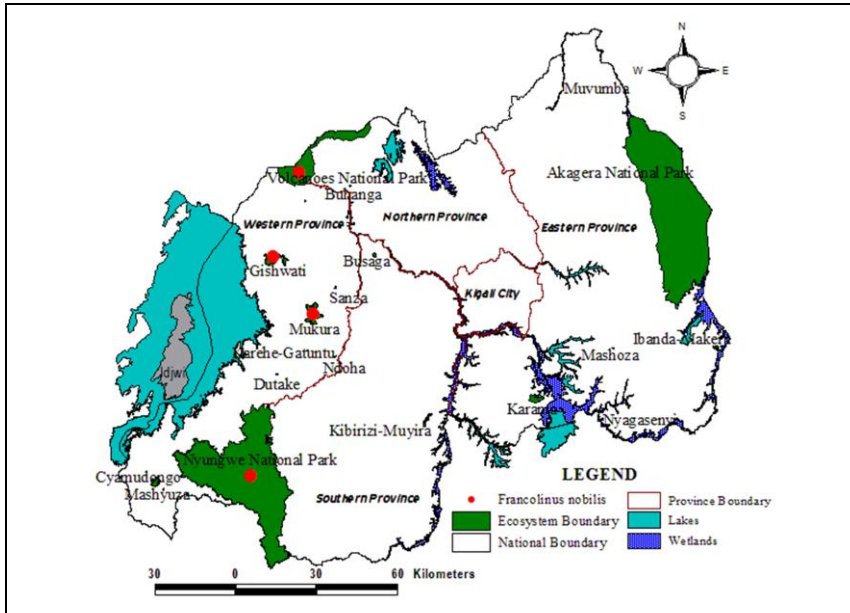 N
W E
S
Muvumba
Akagera National Park
Volcanoes National Park
Buhanga
Northern Province
Western Province
Eastern Province
Gishwati
Busaga
Kigali City
Sanza
Mukura
Ibanda-Makera
Karehe-Gatuntu
Mashoza
Ndoha
Idjwi
Dutake
Karama
Nyagasenyi
Kibirizi-Muyira
Nyungwe National Park
Cyamudongo
Mashyuza
Southern Province
LEGEND
Francolinus nobilis
Province Boundary
Ecosystem Boundary
Lakes
National Boundary
Wetlands
30 0 30 60 Kilometers